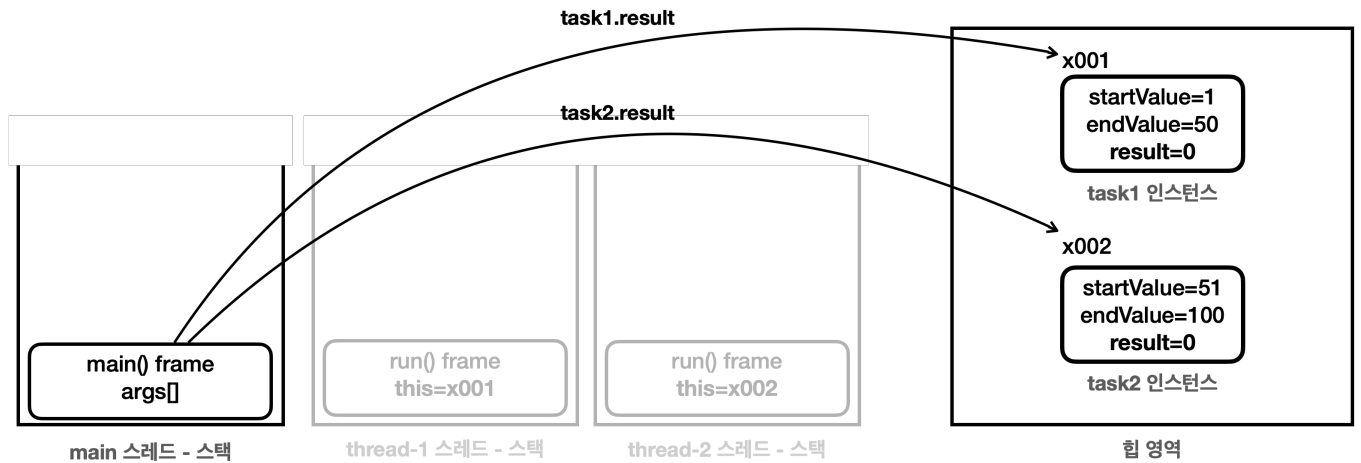 task1.result
task2.result
x001
startValue=1
endValue=50
result=0
task1 인스턴스
x002
startValue=51
endValue=100
result=0
task2 인스턴스
main() frame
args[]
run() frame
this=x001
run() frame
this=x002
main 스레드 - 스택
thread-1 스레드 - 스택
thread-2 스레드 - 스택
힙 영역